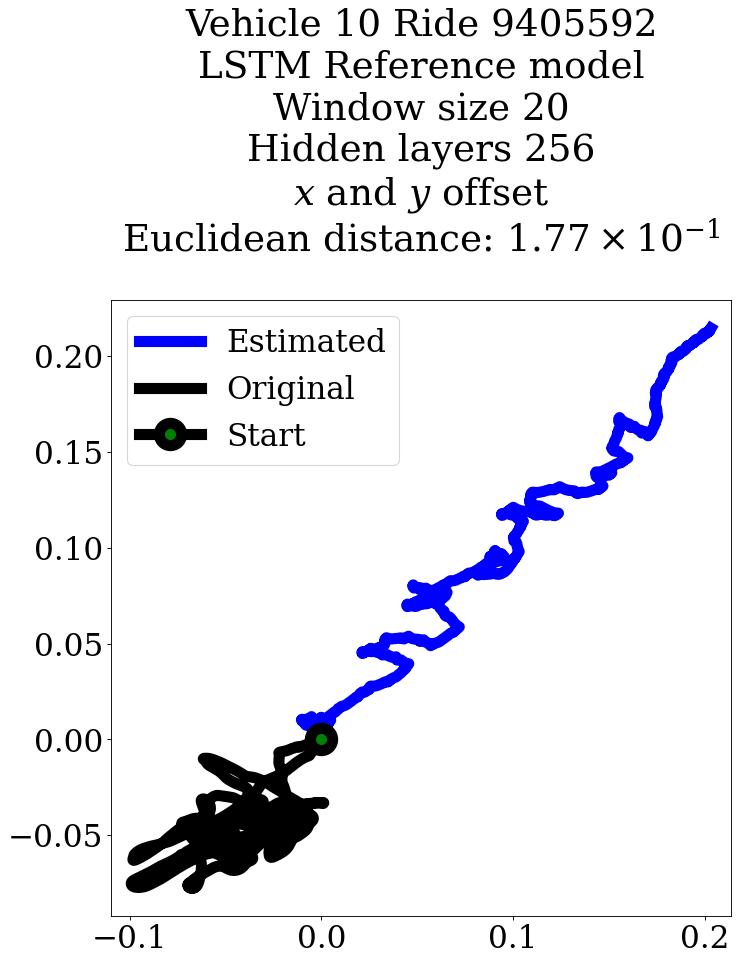 Vehicle 10 Ride 9405592
LSTM Reference model
Window size 20
Hidden layers 256
x and y offset
Euclidean distance: 1.77 × 10⁻¹
Estimated
Original
Start
0.20
0.15
0.10
0.05
0.00
−0.05
−0.1 0.0 0.1 0.2